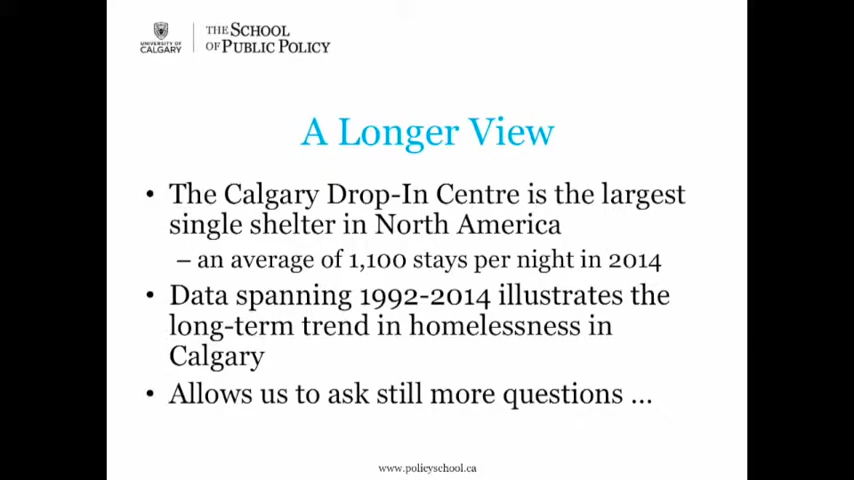 UNIVERSITY OF
CALGARY
THE SCHOOL
OF PUBLIC POLICY
A Longer View
• The Calgary Drop-In Centre is the largest
single shelter in North America
– an average of 1,100 stays per night in 2014
• Data spanning 1992-2014 illustrates the
long-term trend in homelessness in
Calgary
• Allows us to ask still more questions ...
www.policyschool.ca